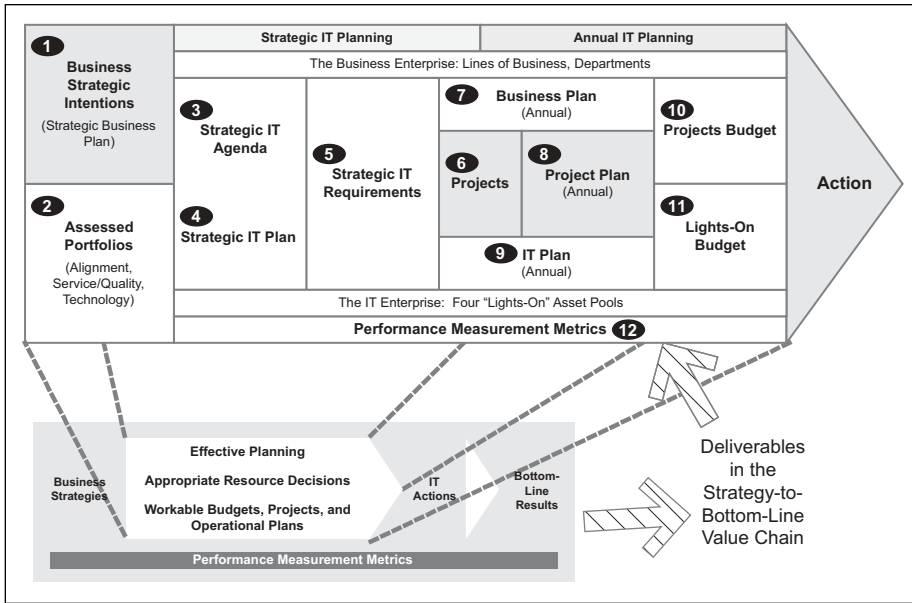 Strategic IT Planning
Annual IT Planning
The Business Enterprise: Lines of Business, Departments
1
Business
Strategic
Intentions
(Strategic Business
Plan)
2
Assessed
Portfolios
(Alignment,
Service/Quality,
Technology)
3
Strategic IT
Agenda
4
Strategic IT Plan
5
Strategic IT
Requirements
7
Business Plan
(Annual)
6
Projects
8
Project Plan
(Annual)
9
IT Plan
(Annual)
10
Projects Budget
11
Lights-On
Budget
Action
The IT Enterprise: Four “Lights-On” Asset Pools
Performance Measurement Metrics 12
Business
Strategies
Effective Planning
Appropriate Resource Decisions
Workable Budgets, Projects, and
Operational Plans
IT
Actions
Bottom-
Line
Results
Performance Measurement Metrics
Deliverables
in the
Strategy-to-
Bottom-Line
Value Chain